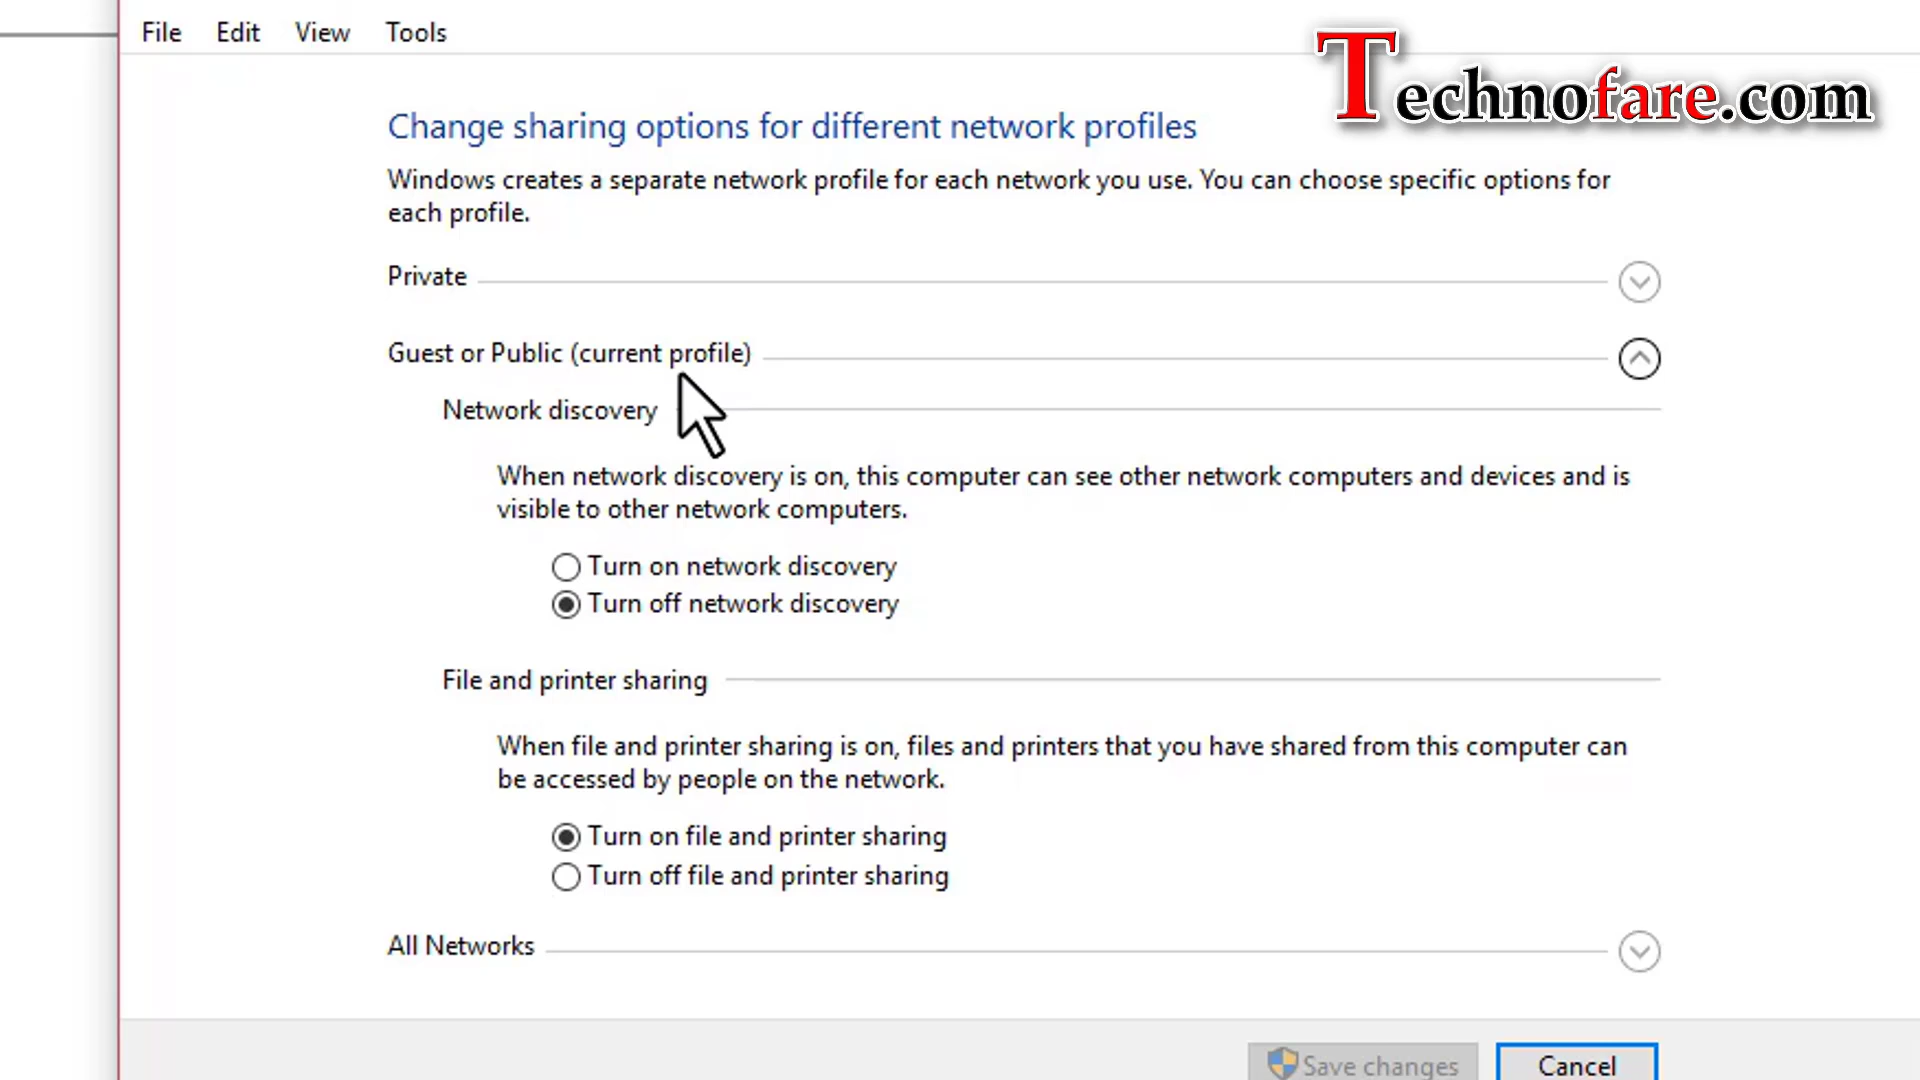 File Edit View Tools
Technofare.com
Change sharing options for different network profiles
Windows creates a separate network profile for each network you use. You can choose specific options for
each profile.
Private
Guest or Public (current profile)
Network discovery
When network discovery is on, this computer can see other network computers and devices and is
visible to other network computers.
Turn on network discovery
Turn off network discovery
File and printer sharing
When file and printer sharing is on, files and printers that you have shared from this computer can
be accessed by people on the network.
Turn on file and printer sharing
Turn off file and printer sharing
All Networks
Save changes Cancel